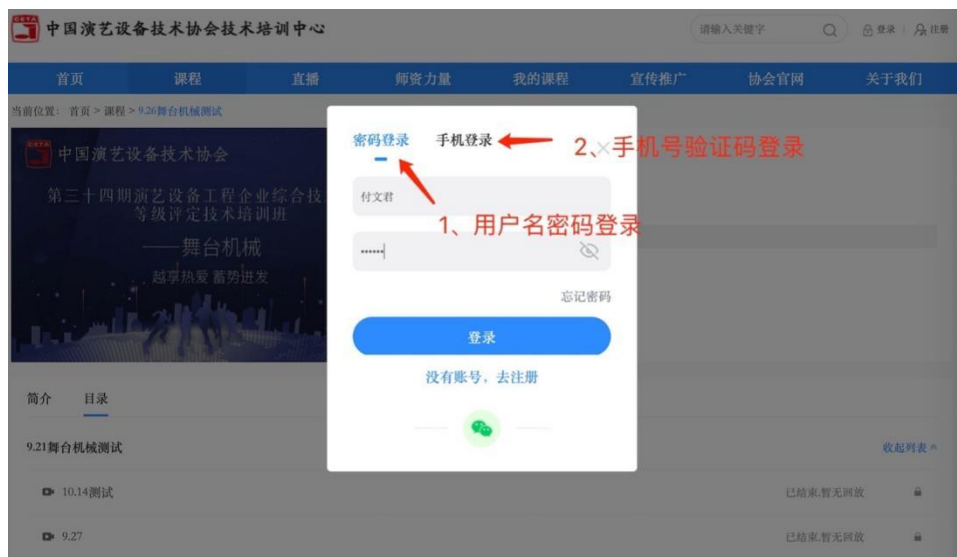 CETA
中国演艺设备技术协会技术培训中心
请输入关键字
登录
注册
首页 课程 直播 师资力量 我的课程 宣传推广 协会官网 关于我们
当前位置： 首页 > 课程 > 9.26舞台机械测试
CETA
中国演艺设备技术协会
第三十四期演艺设备工程企业综合技
等级评定技术培训班
——舞台机械
越享热爱 蓄势进发
密码登录 手机登录
2、手机号验证码登录
付文君
1、用户名密码登录
••••••
忘记密码
登录
没有账号，去注册
简介 目录
9.21舞台机械测试
收起列表
10.14测试
已结束,暂无回放
9.27
已结束,暂无回放